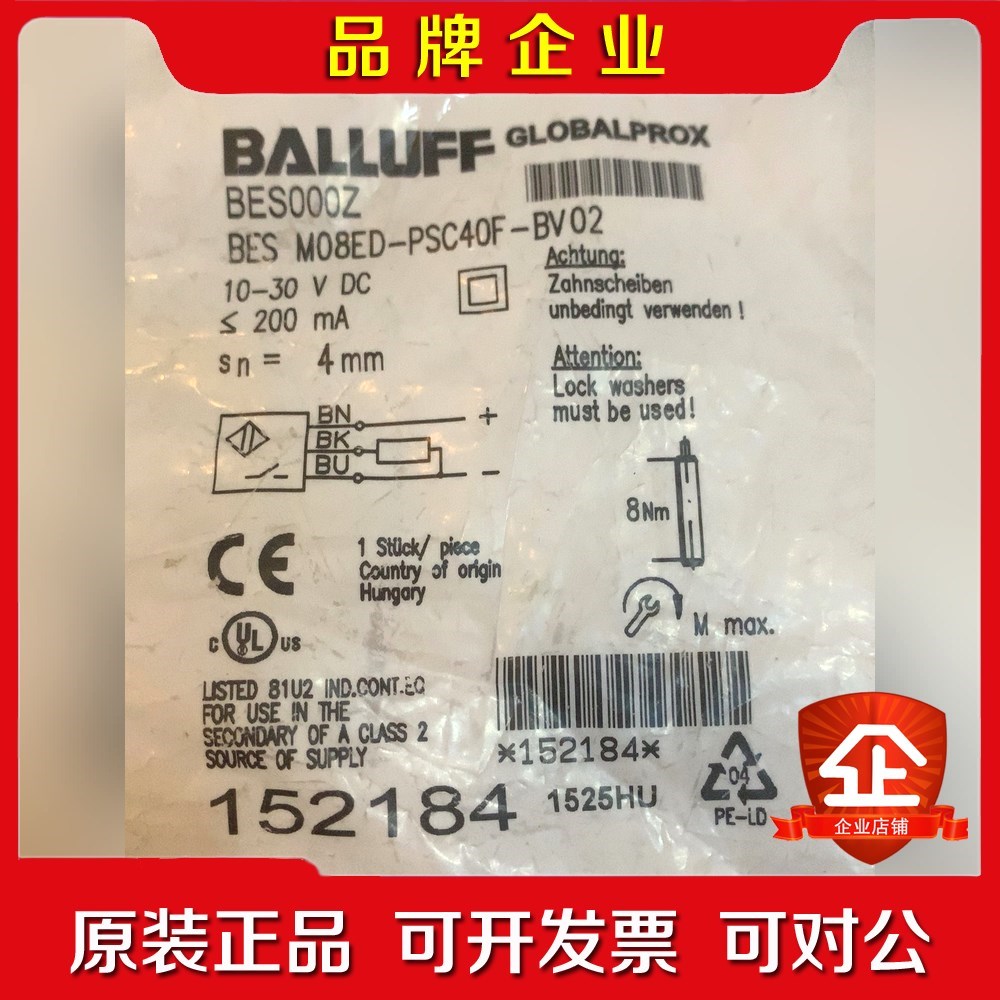 品牌企业
BALLUFF GLOBALPROX
BES000Z
BES M08ED-PSC40F-BV02
10-30 V DC
≤ 200 mA
sn = 4mm
Achtung:
Zahnscheiben
unbedingt verwenden!
Attention:
Lock washers
must be used!
BN +
BK
BU -
8Nm
M max.
CE
1 Stück/ piece
Country of origin
Hungary
C UL US
LISTED 81U2 IND.CONT.EQ
FOR USE IN THE
SECONDARY OF A CLASS 2
SOURCE OF SUPPLY
*152184*
152184 1525HU
04
PE-LD
企
企业店铺
原装正品 可开发票 可对公